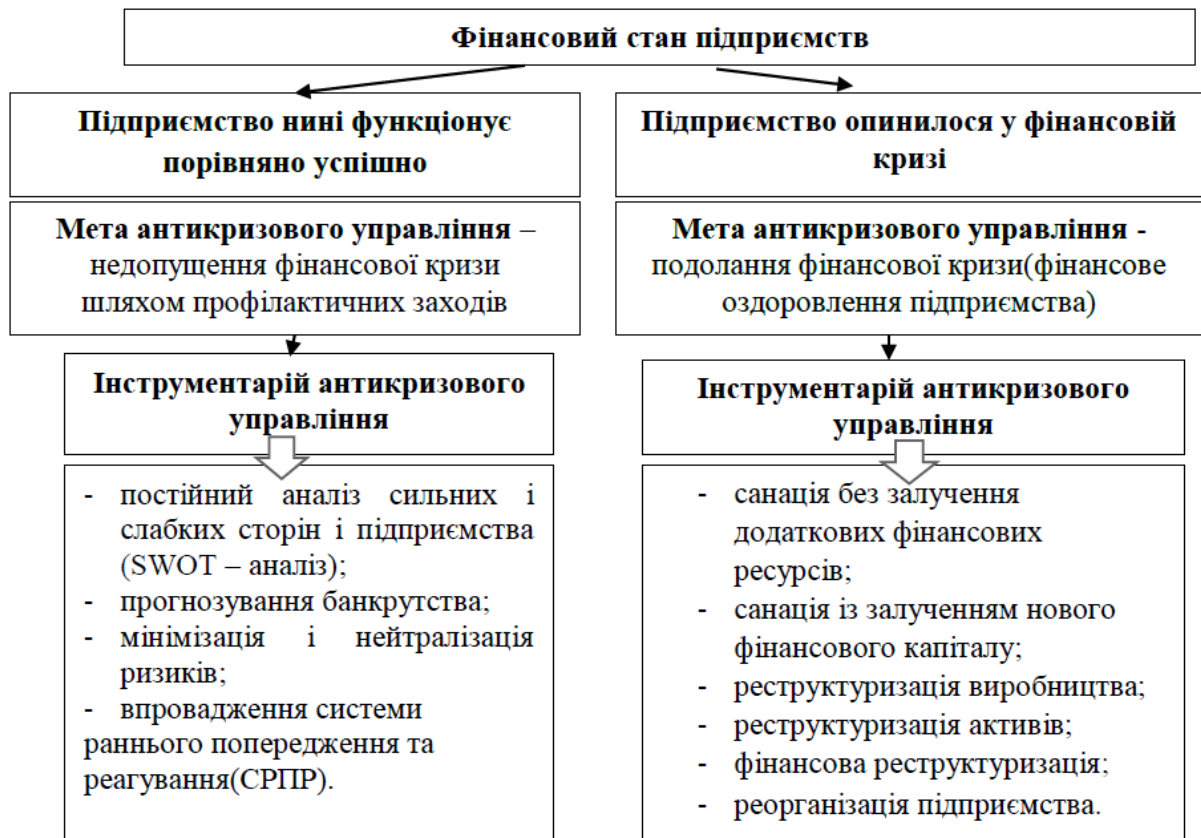 Фінансовий стан підприємств
Підприємство нині функціонує
порівняно успішно
Мета антикризового управління –
недопущення фінансової кризи
шляхом профілактичних заходів
Інструментарій антикризового
управління
- постійний аналіз сильних і
слабких сторін і підприємства
(SWOT – аналіз);
- прогнозування банкрутства;
- мінімізація і нейтралізація
ризиків;
- впровадження системи
раннього попередження та
реагування(СРПР).
Підприємство опинилося у фінансовій
кризі
Мета антикризового управління -
подолання фінансової кризи(фінансове
оздоровлення підприємства)
Інструментарій антикризового
управління
- санація без залучення
додаткових фінансових
ресурсів;
- санація із залученням нового
фінансового капіталу;
- реструктуризація виробництва;
- реструктуризація активів;
- фінансова реструктуризація;
- реорганізація підприємства.